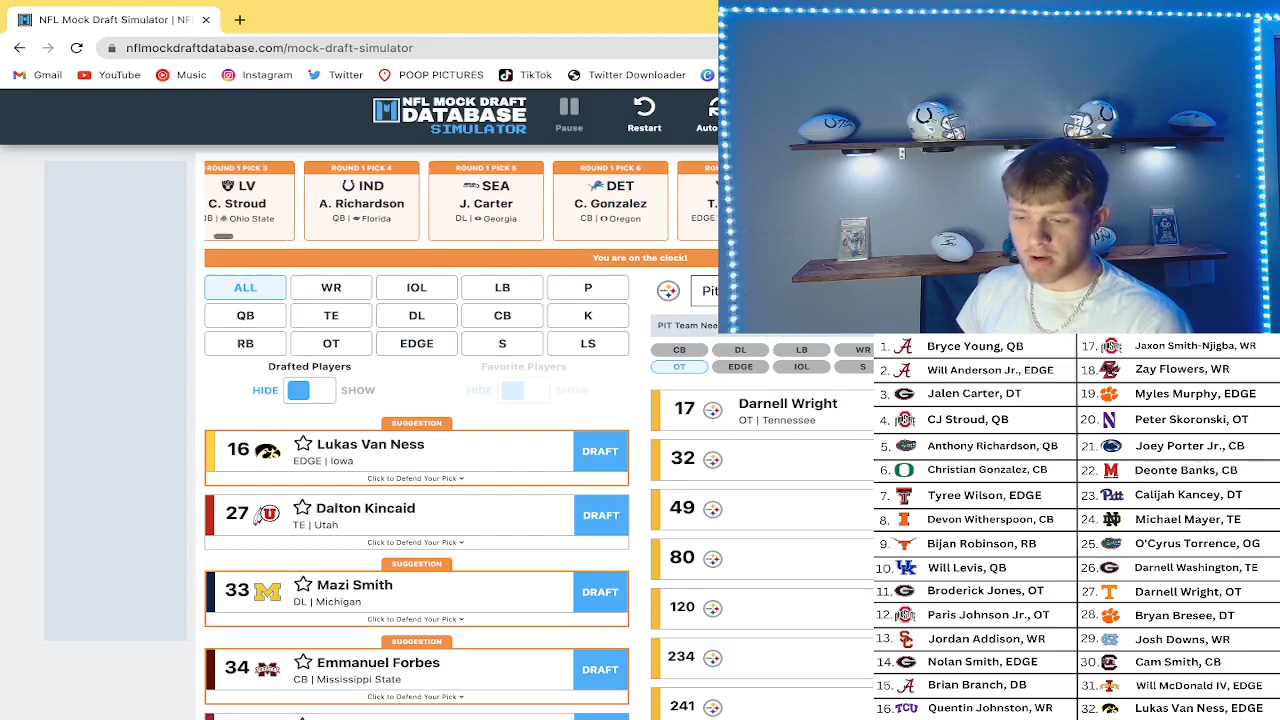 NFL Mock Draft Simulator | NFL
nflmockdraftdatabase.com/mock-draft-simulator
Gmail YouTube Music Instagram Twitter POOP PICTURES TikTok Twitter Downloader
NFL MOCK DRAFT
DATABASE
SIMULATOR
Pause Restart Auto
ROUND 1 PICK 3 ROUND 1 PICK 4 ROUND 1 PICK 5 ROUND 1 PICK 6
LV IND SEA DET
C. Stroud A. Richardson J. Carter C. Gonzalez T.
QB | Ohio State QB | Florida DL | Georgia CB | Oregon EDGE
You are on the clock!
ALL WR IOL LB P
QB TE DL CB K
RB OT EDGE S LS
Drafted Players Favorite Players
HIDE SHOW HIDE SHOW
SUGGESTION
16 Lukas Van Ness DRAFT
EDGE | Iowa
Click to Defend Your Pick
27 Dalton Kincaid DRAFT
TE | Utah
Click to Defend Your Pick
SUGGESTION
33 Mazi Smith DRAFT
DL | Michigan
Click to Defend Your Pick
SUGGESTION
34 Emmanuel Forbes DRAFT
CB | Mississippi State
Click to Defend Your Pick
Steelers
Pit
PIT Team Nee
CB DL LB WR
OT EDGE IOL S
17 Darnell Wright
OT | Tennessee
32
49
80
120
234
241
1. Bryce Young, QB
2. Will Anderson Jr., EDGE
3. Jalen Carter, DT
4. CJ Stroud, QB
5. Anthony Richardson, QB
6. Christian Gonzalez, CB
7. Tyree Wilson, EDGE
8. Devon Witherspoon, CB
9. Bijan Robinson, RB
10. Will Levis, QB
11. Broderick Jones, OT
12. Paris Johnson Jr., OT
13. Jordan Addison, WR
14. Nolan Smith, EDGE
15. Brian Branch, DB
16. TCU Quentin Johnston, WR
17. Jaxon Smith-Njigba, WR
18. Zay Flowers, WR
19. Myles Murphy, EDGE
20. Peter Skoronski, OT
21. Joey Porter Jr., CB
22. Deonte Banks, CB
23. Pitt Calijah Kancey, DT
24. Michael Mayer, TE
25. O'Cyrus Torrence, OG
26. Darnell Washington, TE
27. Darnell Wright, OT
28. Bryan Bresee, DT
29. Josh Downs, WR
30. Cam Smith, CB
31. Will McDonald IV, EDGE
32. Lukas Van Ness, EDGE